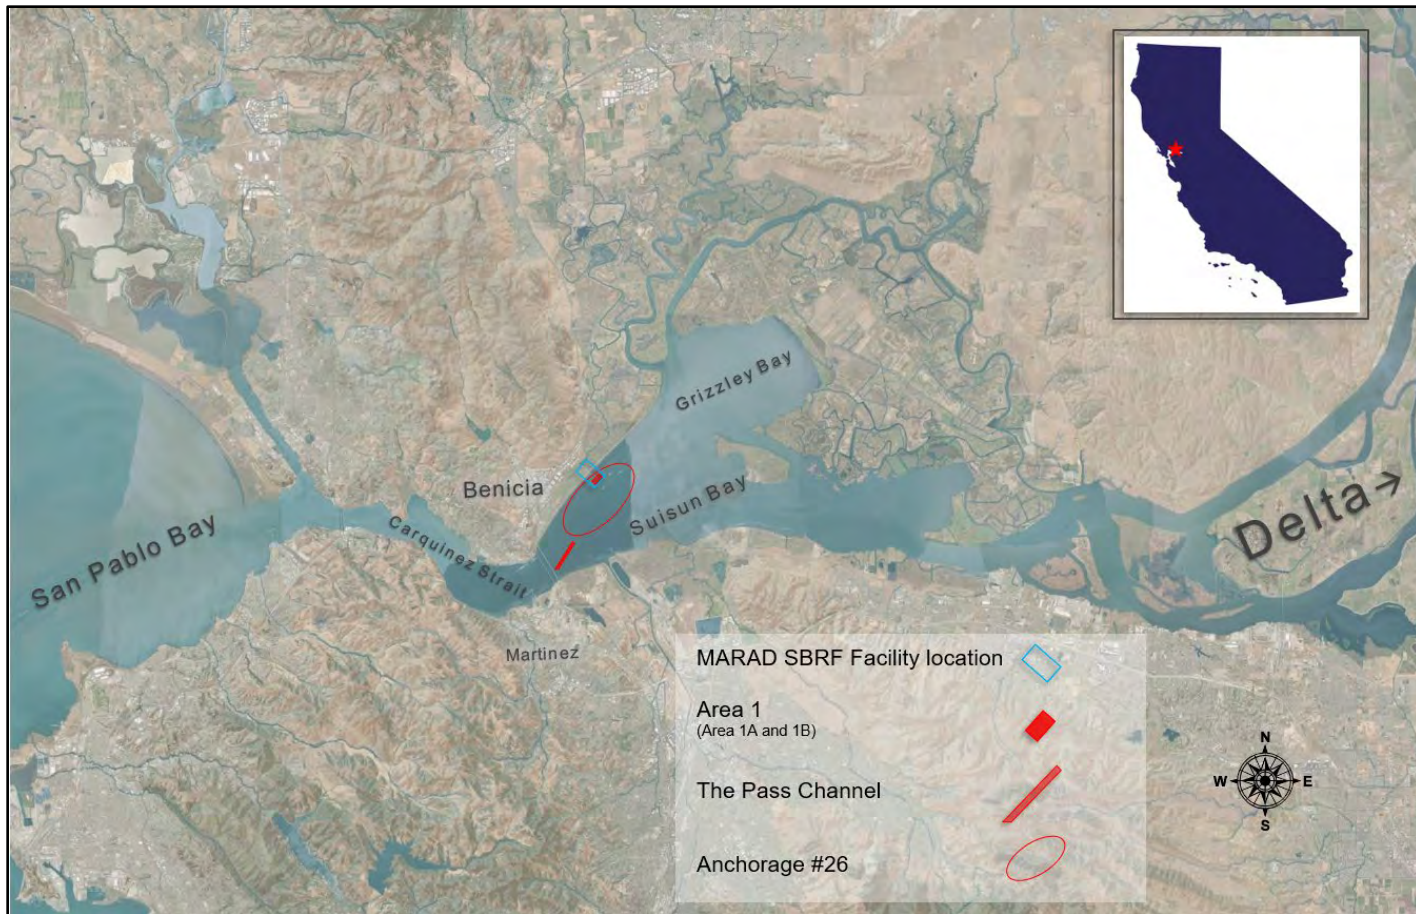 Grizzley Bay
Benicia
Suisun Bay
San Pablo Bay
Carquinez Strait
Delta→
Martinez
MARAD SBRF Facility location
Area 1
(Area 1A and 1B)
The Pass Channel
Anchorage #26
N
W E
S